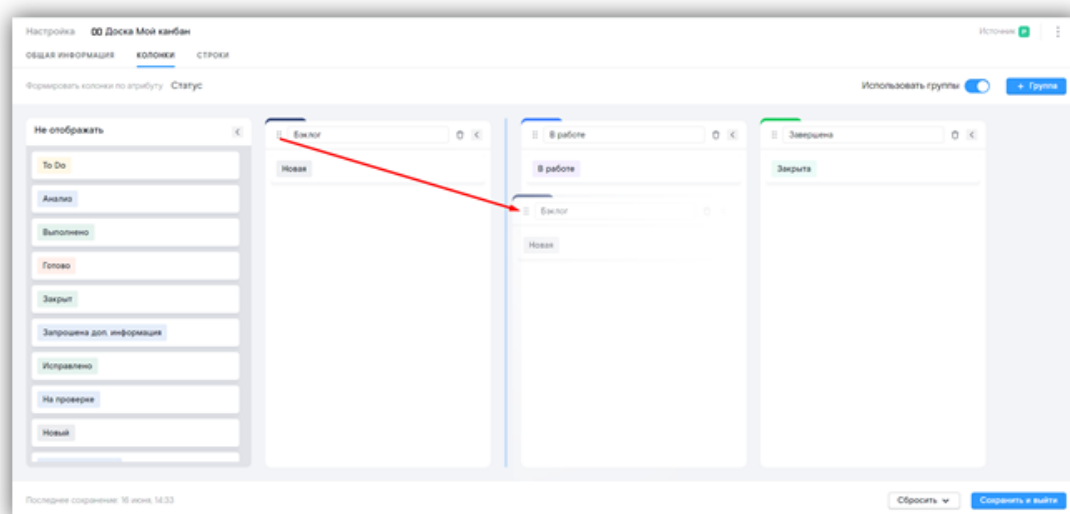 Настройка Доска Мой канбан Источник
ОБЩАЯ ИНФОРМАЦИЯ КОЛОНКИ СТРОКИ
Формировать колонки по атрибуту Статус Использовать группы + Группа
Не отображать
To Do
Анализ
Выполнено
Готово
Закрыт
Запрошена доп. информация
Исправлено
На проверке
Новый
Бэклог
Новая
В работе
В работе
Бэклог
Новая
Завершена
Закрыта
Последнее сохранение: 16 июня, 14:33 Сбросить Сохранить и выйти